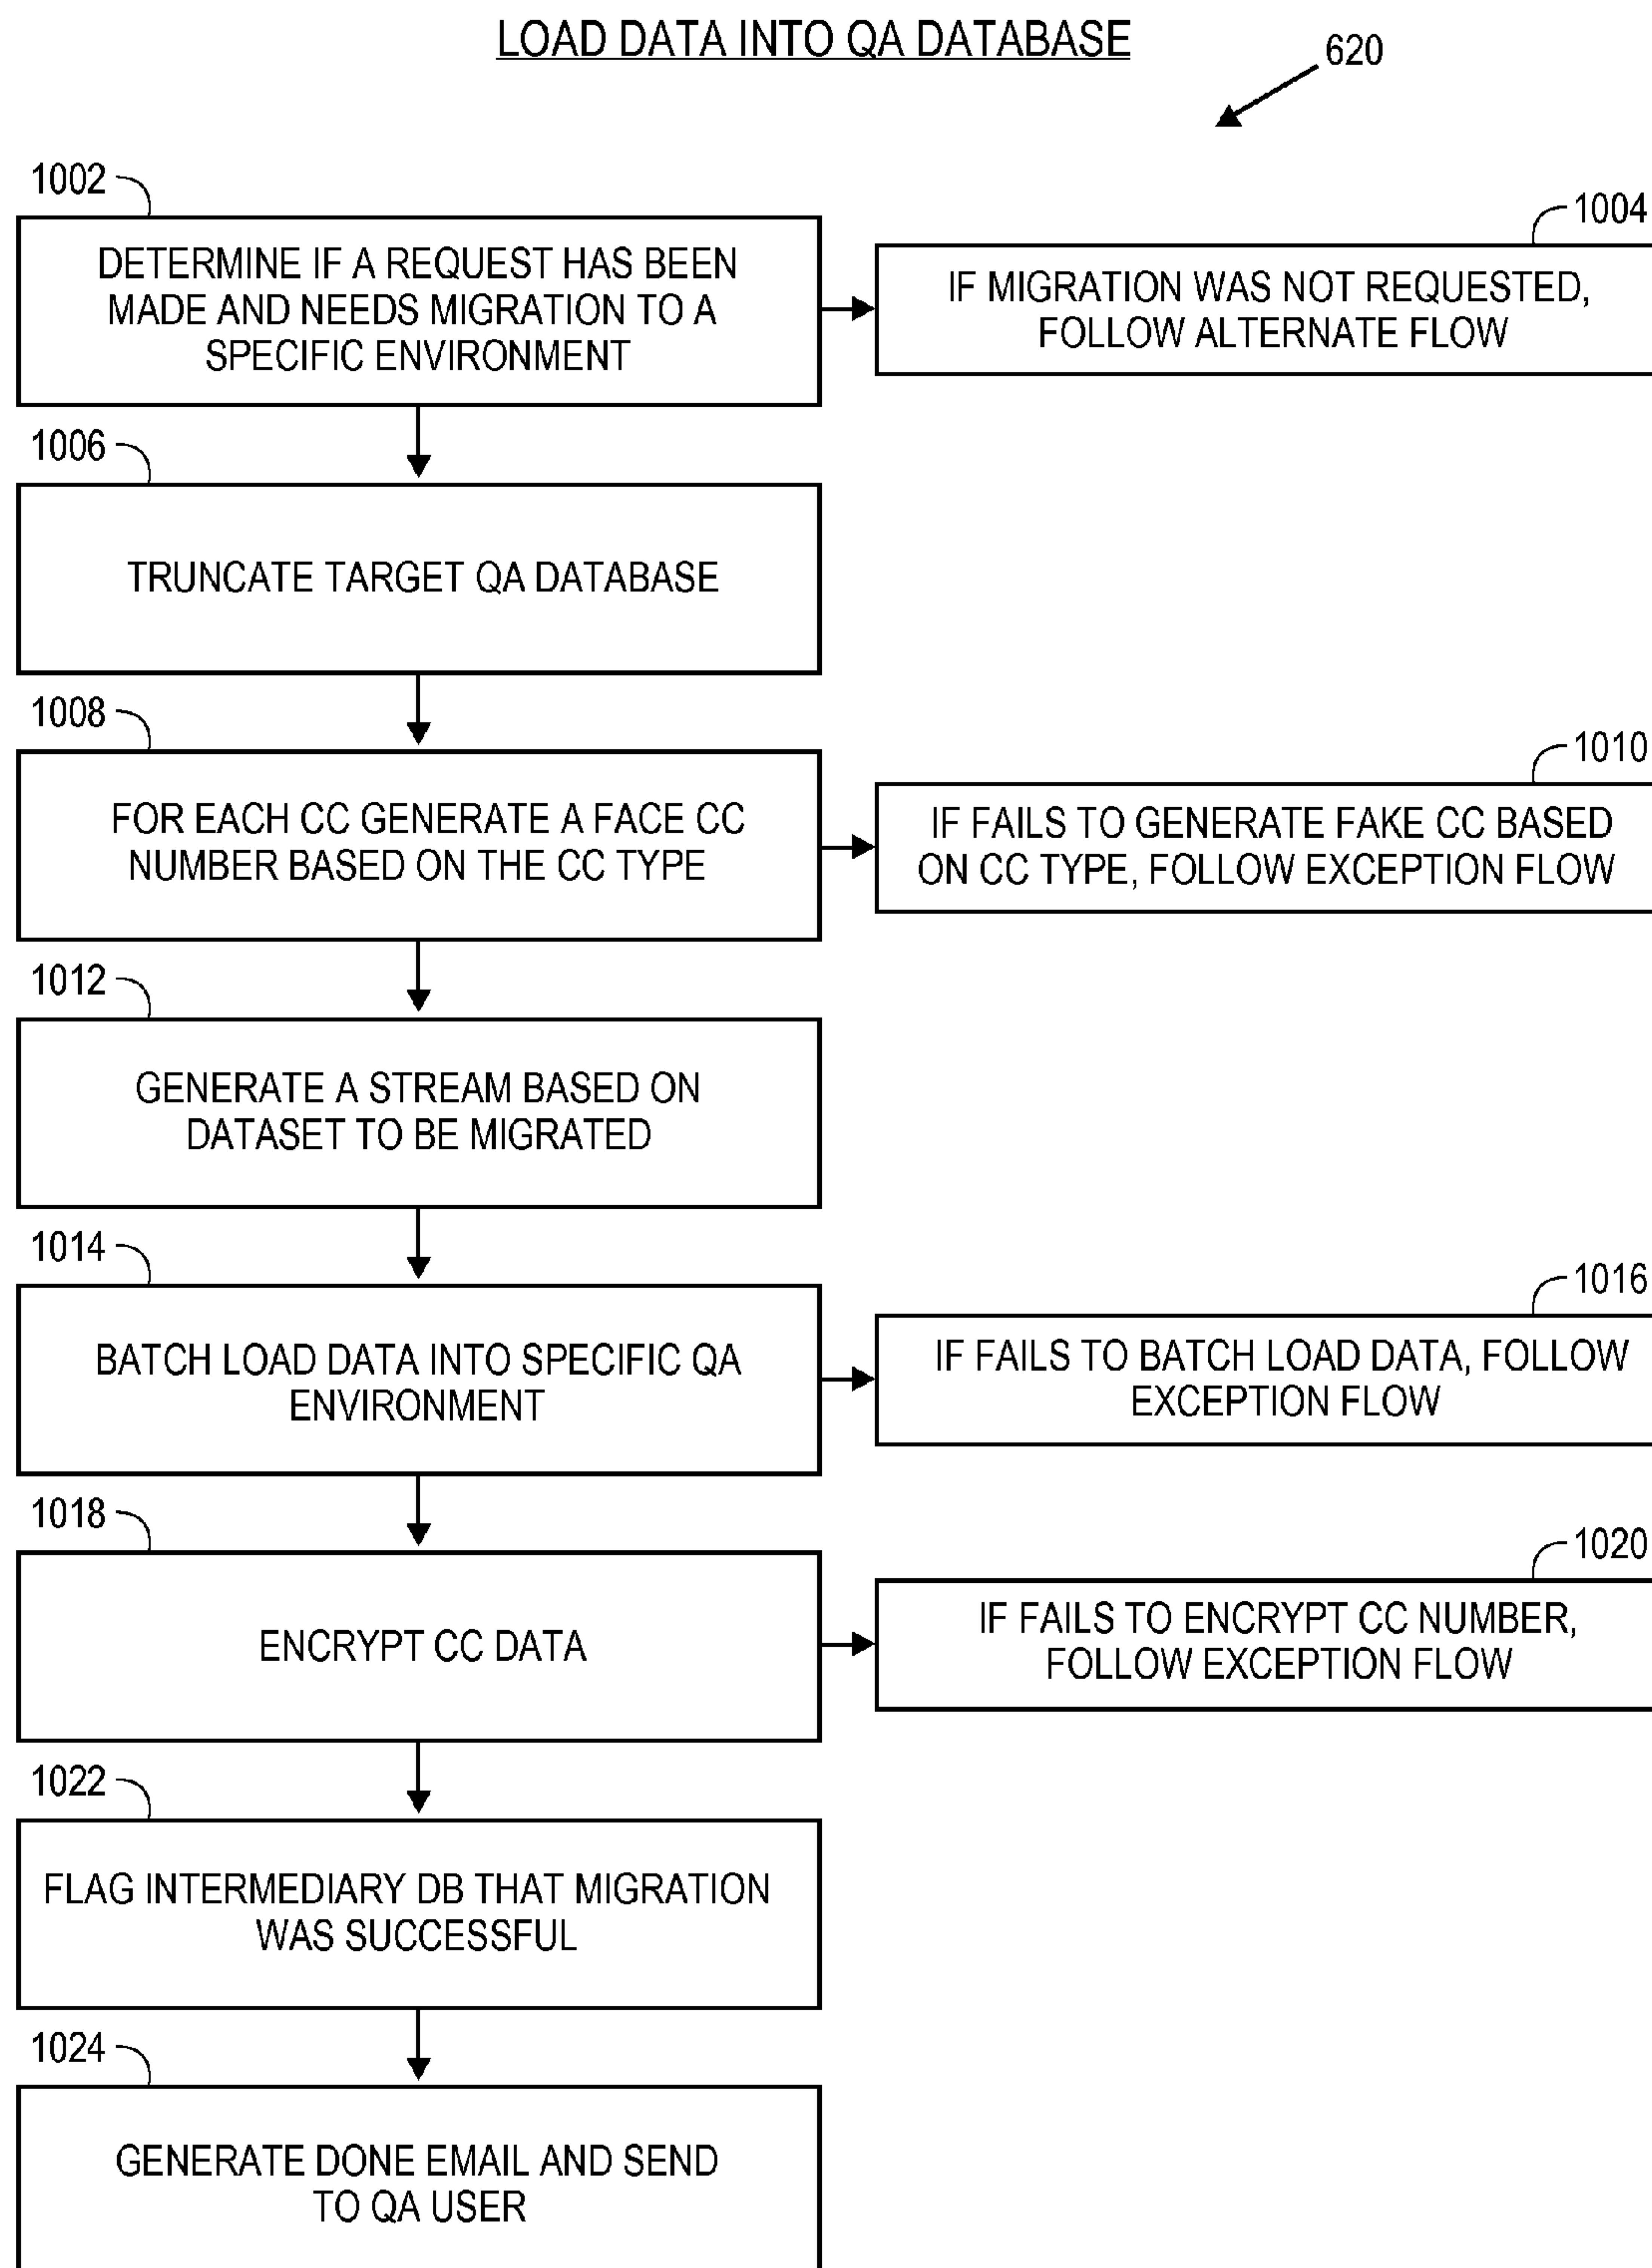 LOAD DATA INTO QA DATABASE
620
1002
DETERMINE IF A REQUEST HAS BEEN
MADE AND NEEDS MIGRATION TO A
SPECIFIC ENVIRONMENT
1004
IF MIGRATION WAS NOT REQUESTED,
FOLLOW ALTERNATE FLOW
1006
TRUNCATE TARGET QA DATABASE
1008
FOR EACH CC GENERATE A FACE CC
NUMBER BASED ON THE CC TYPE
1010
IF FAILS TO GENERATE FAKE CC BASED
ON CC TYPE, FOLLOW EXCEPTION FLOW
1012
GENERATE A STREAM BASED ON
DATASET TO BE MIGRATED
1014
BATCH LOAD DATA INTO SPECIFIC QA
ENVIRONMENT
1016
IF FAILS TO BATCH LOAD DATA, FOLLOW
EXCEPTION FLOW
1018
ENCRYPT CC DATA
1020
IF FAILS TO ENCRYPT CC NUMBER,
FOLLOW EXCEPTION FLOW
1022
FLAG INTERMEDIARY DB THAT MIGRATION
WAS SUCCESSFUL
1024
GENERATE DONE EMAIL AND SEND
TO QA USER